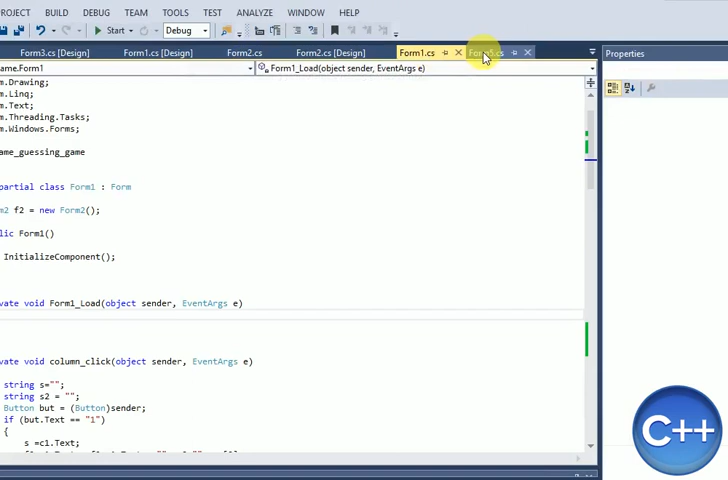 ROJECT BUILD DEBUG TEAM TOOLS TEST ANALYZE WINDOW HELP
Start Debug
Form3.cs [Design] Form1.cs [Design] Form2.cs Form2.cs [Design] Form1.cs
ame.Form1 Form1_Load(object sender, EventArgs e)
Properties
m.Drawing;
m.Linq;
m.Text;
m.Threading.Tasks;
m.Windows.Forms;
ame_guessing_game
partial class Form1 : Form
m2 f2 = new Form2();
lic Form1()
InitializeComponent();
vate void Form1_Load(object sender, EventArgs e)
vate void column_click(object sender, EventArgs e)
string s="";
string s2 = "";
Button but = (Button)sender;
if (but.Text == "1")
{
s =c1.Text;
C++